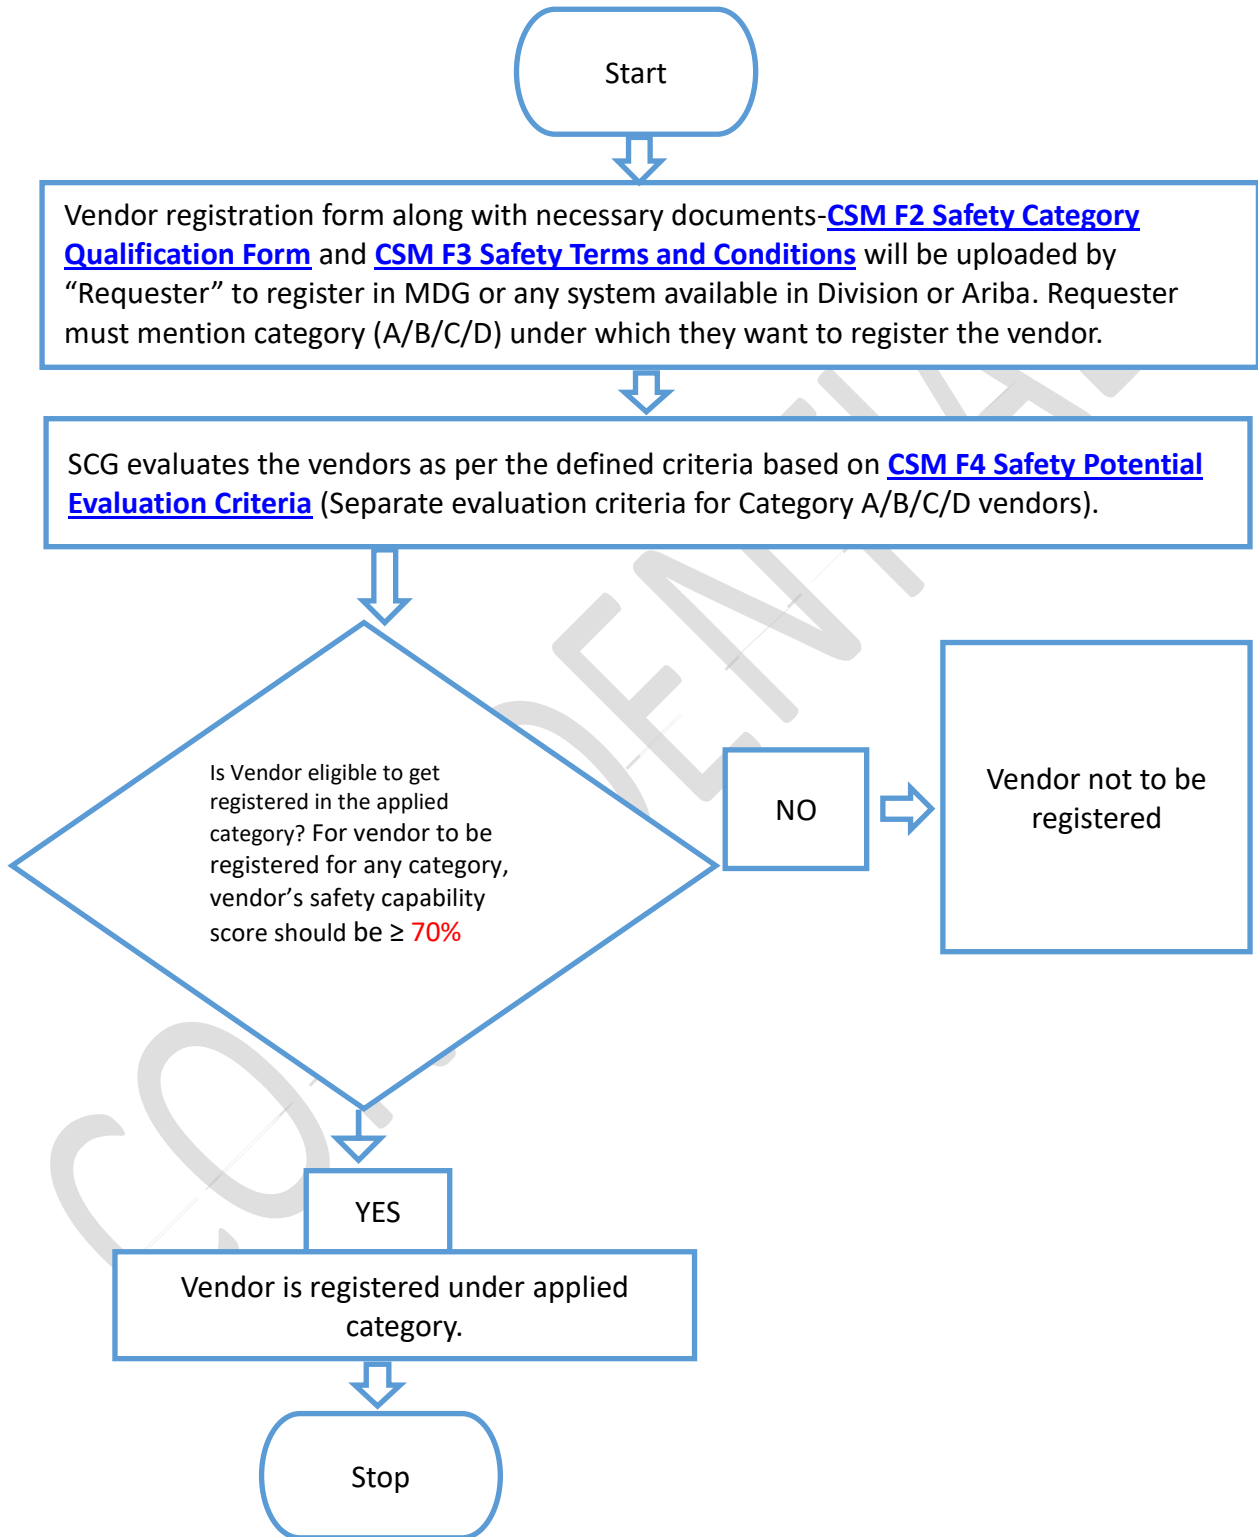 Start
Vendor registration form along with necessary documents-CSM F2 Safety Category
Qualification Form and CSM F3 Safety Terms and Conditions will be uploaded by
“Requester” to register in MDG or any system available in Division or Ariba. Requester
must mention category (A/B/C/D) under which they want to register the vendor.
SCG evaluates the vendors as per the defined criteria based on CSM F4 Safety Potential
Evaluation Criteria (Separate evaluation criteria for Category A/B/C/D vendors).
Is Vendor eligible to get
registered in the applied
category? For vendor to be
registered for any category,
vendor’s safety capability
score should be ≥ 70%
NO
Vendor not to be
registered
YES
Vendor is registered under applied
category.
Stop
CONFIDENTIAL